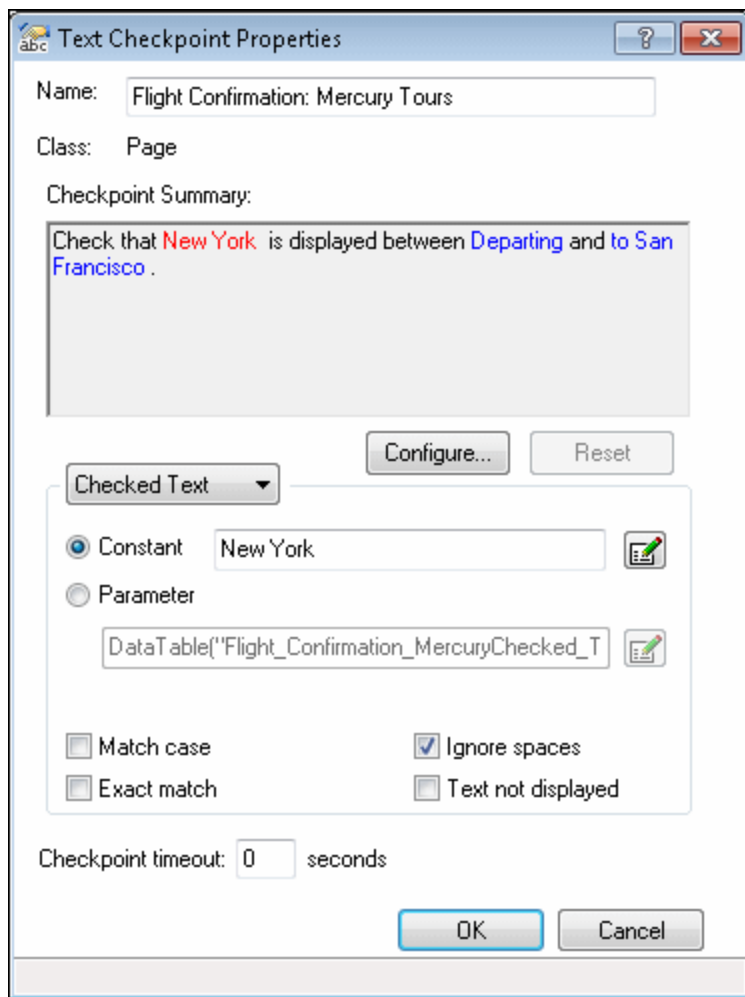 abc Text Checkpoint Properties
Name: Flight Confirmation: Mercury Tours
Class: Page
Checkpoint Summary:
Check that New York is displayed between Departing and to San
Francisco .
Configure... Reset
Checked Text
Constant New York
Parameter
DataTable("Flight_Confirmation_MercuryChecked_T
Match case Ignore spaces
Exact match Text not displayed
Checkpoint timeout: 0 seconds
OK Cancel